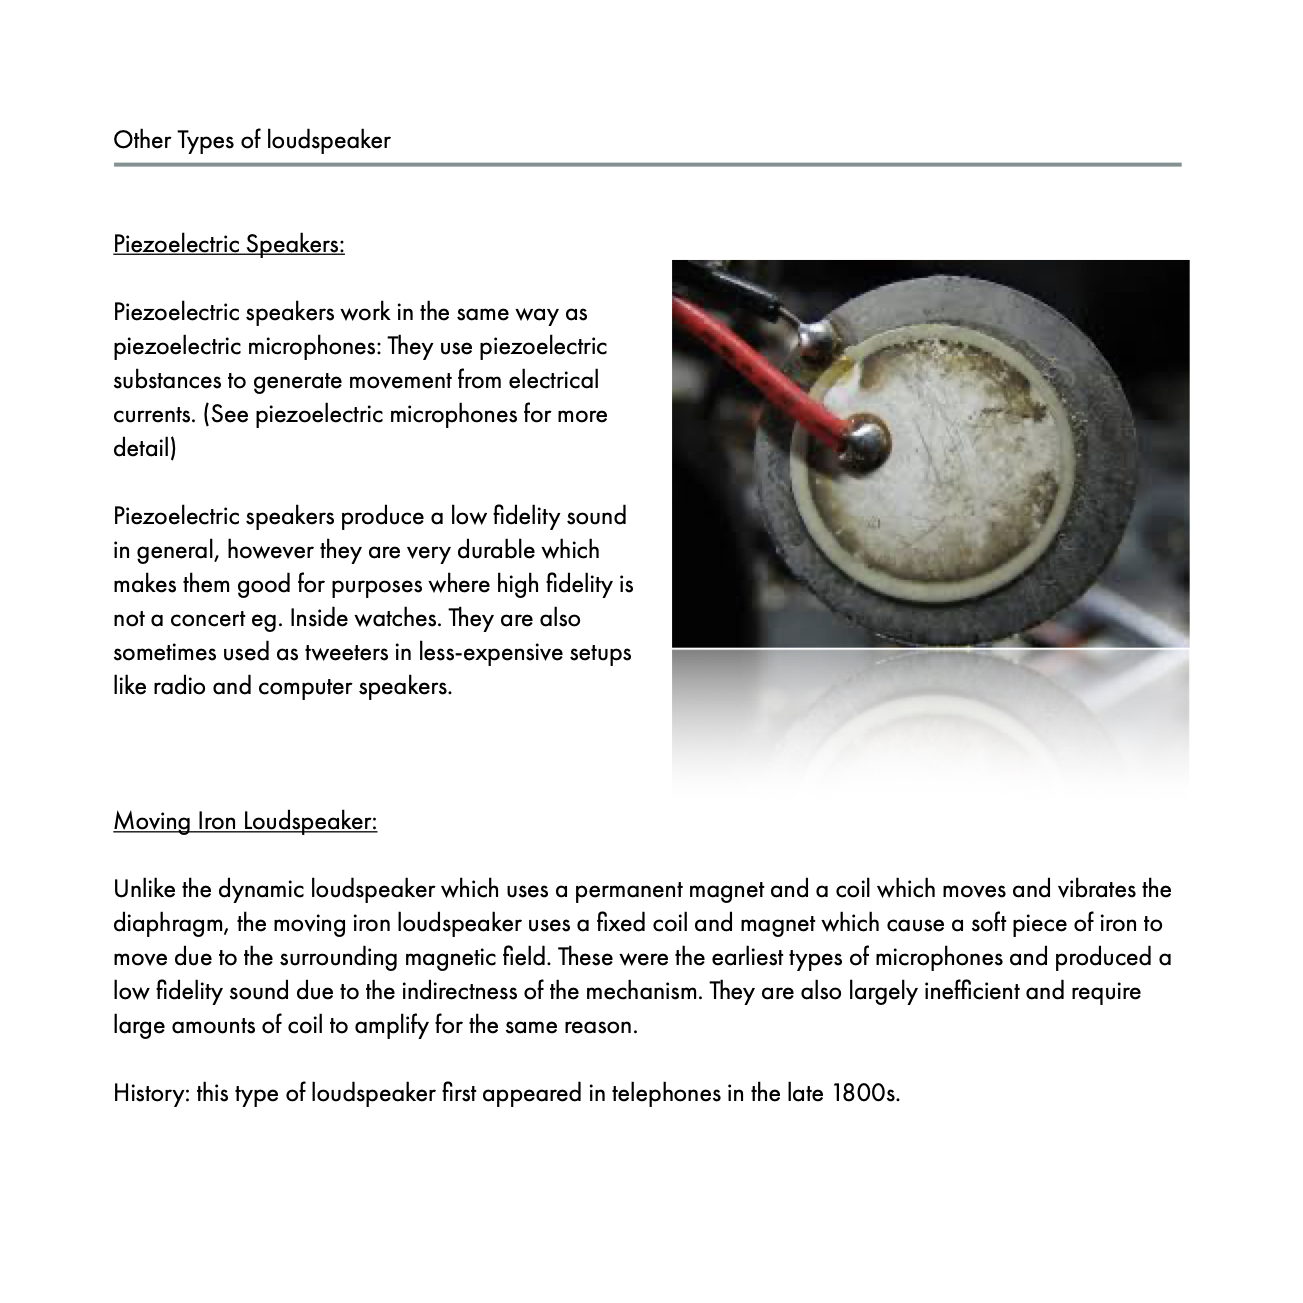 Other Types of loudspeaker
Piezoelectric Speakers:
Piezoelectric speakers work in the same way as
piezoelectric microphones: They use piezoelectric
substances to generate movement from electrical
currents. (See piezoelectric microphones for more
detail)
Piezoelectric speakers produce a low fidelity sound
in general, however they are very durable which
makes them good for purposes where high fidelity is
not a concert eg. Inside watches. They are also
sometimes used as tweeters in less-expensive setups
like radio and computer speakers.
Moving Iron Loudspeaker:
Unlike the dynamic loudspeaker which uses a permanent magnet and a coil which moves and vibrates the
diaphragm, the moving iron loudspeaker uses a fixed coil and magnet which cause a soft piece of iron to
move due to the surrounding magnetic field. These were the earliest types of microphones and produced a
low fidelity sound due to the indirectness of the mechanism. They are also largely inefficient and require
large amounts of coil to amplify for the same reason.
History: this type of loudspeaker first appeared in telephones in the late 1800s.